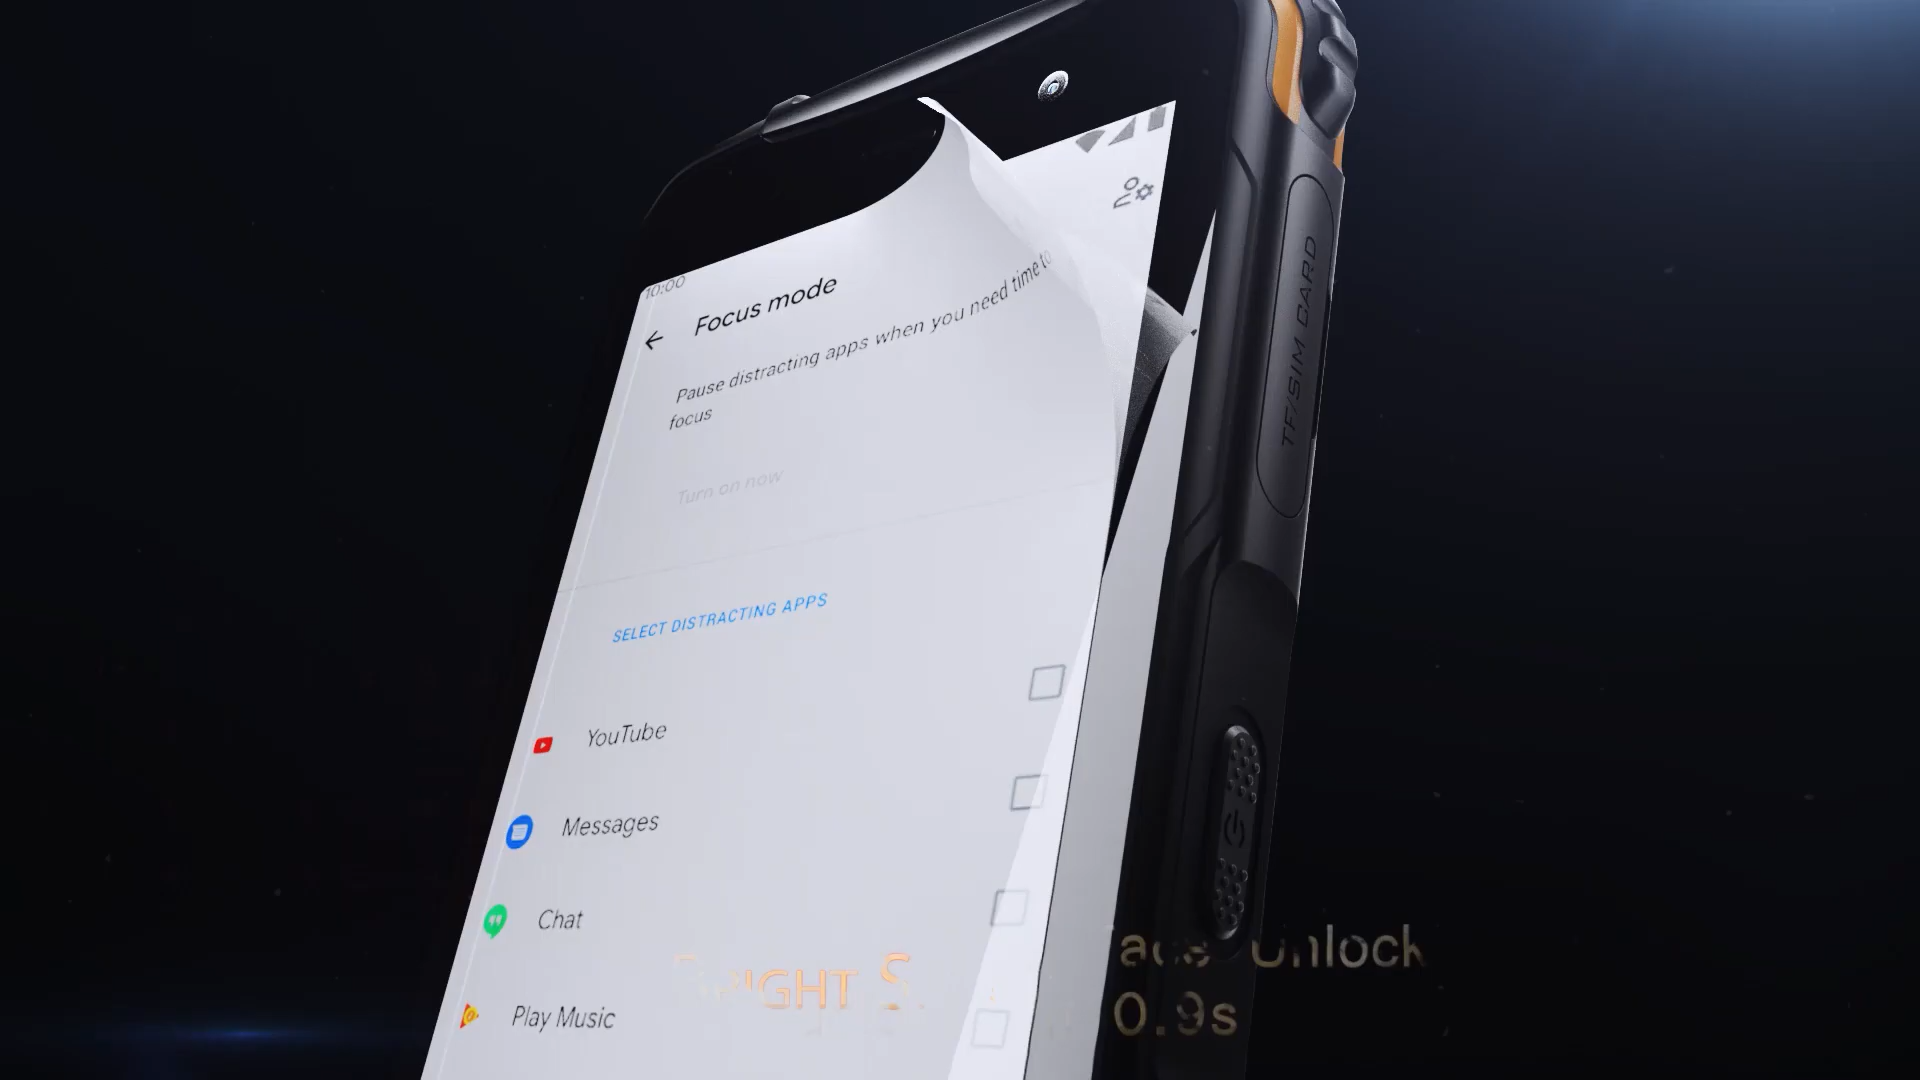 10:00
Focus mode
Pause distracting apps when you need time to
focus
Turn on now
SELECT DISTRACTING APPS
YouTube
Messages
Chat
Play Music
TF/SIM CARD
Unlock
0.9s